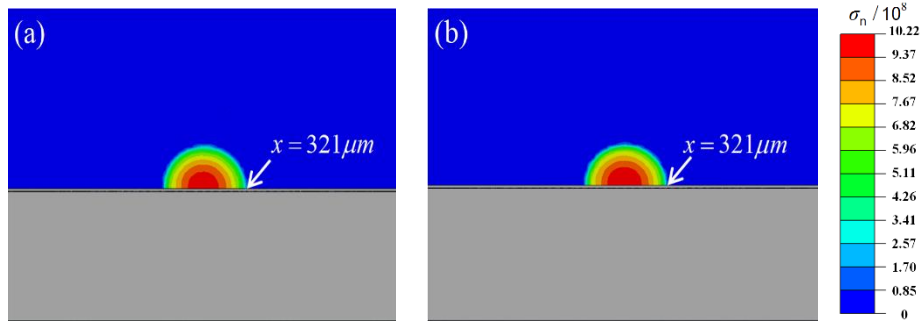 (a)
x = 321μm
(b)
x = 321μm
σn / 10^8
10.22
9.37
8.52
7.67
6.82
5.96
5.11
4.26
3.41
2.57
1.70
0.85
0